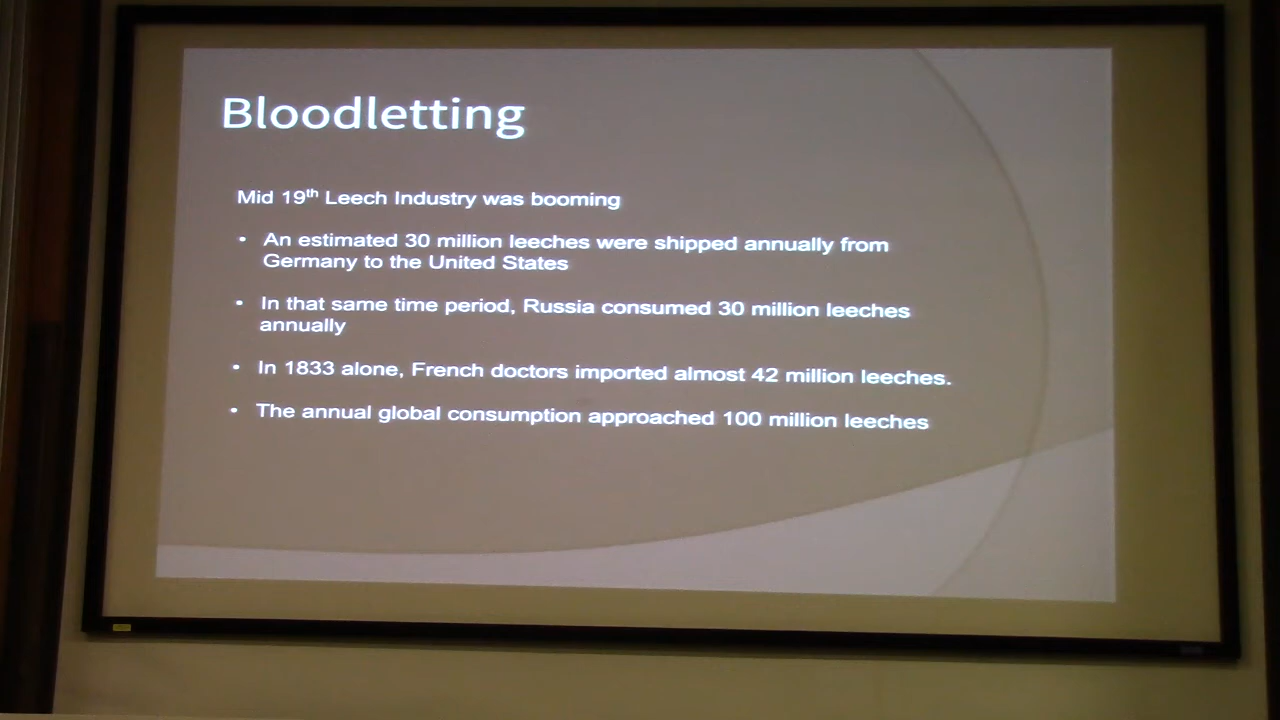 Bloodletting
Mid 19th Leech Industry was booming
• An estimated 30 million leeches were shipped annually from
Germany to the United States
• In that same time period, Russia consumed 30 million leeches
annually
• In 1833 alone, French doctors imported almost 42 million leeches.
• The annual global consumption approached 100 million leeches